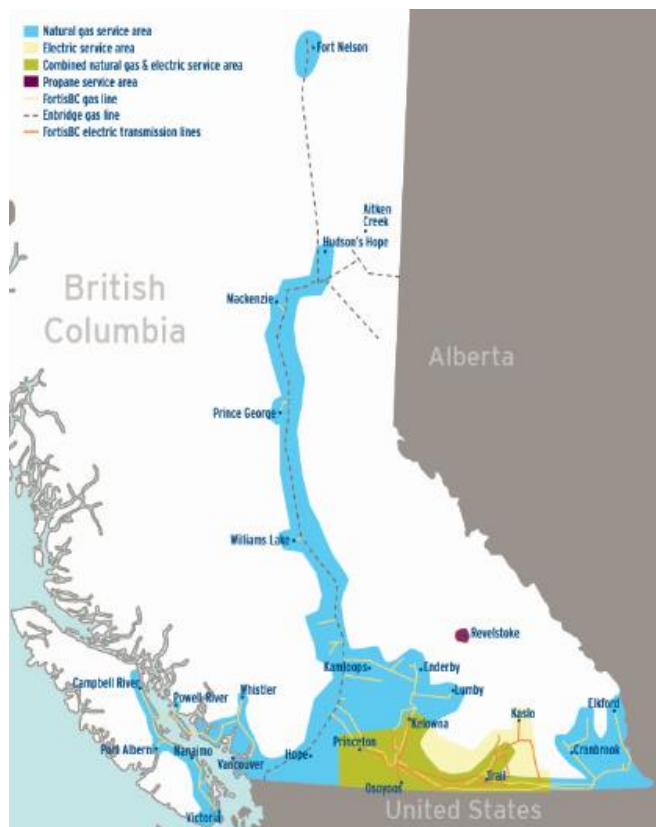 Natural gas service area
Electric service area
Combined natural gas & electric service area
Propane service area
FortisBC gas line
Enbridge gas line
FortisBC electric transmission lines
Fort Nelson
Aitken
Creek
Hudson's Hope
British
Columbia
Mackenzie
Alberta
Prince George
Williams Lake
Revelstoke
Kamloops
Enderby
Campbell River
Powell River
Whistler
Lumby
Kaslo
Elkford
Kelowna
Port Alberni
Nanaimo
Vancouver
Hope
Princeton
Cranbrook
Trail
Osoyoos
Victoria
United States